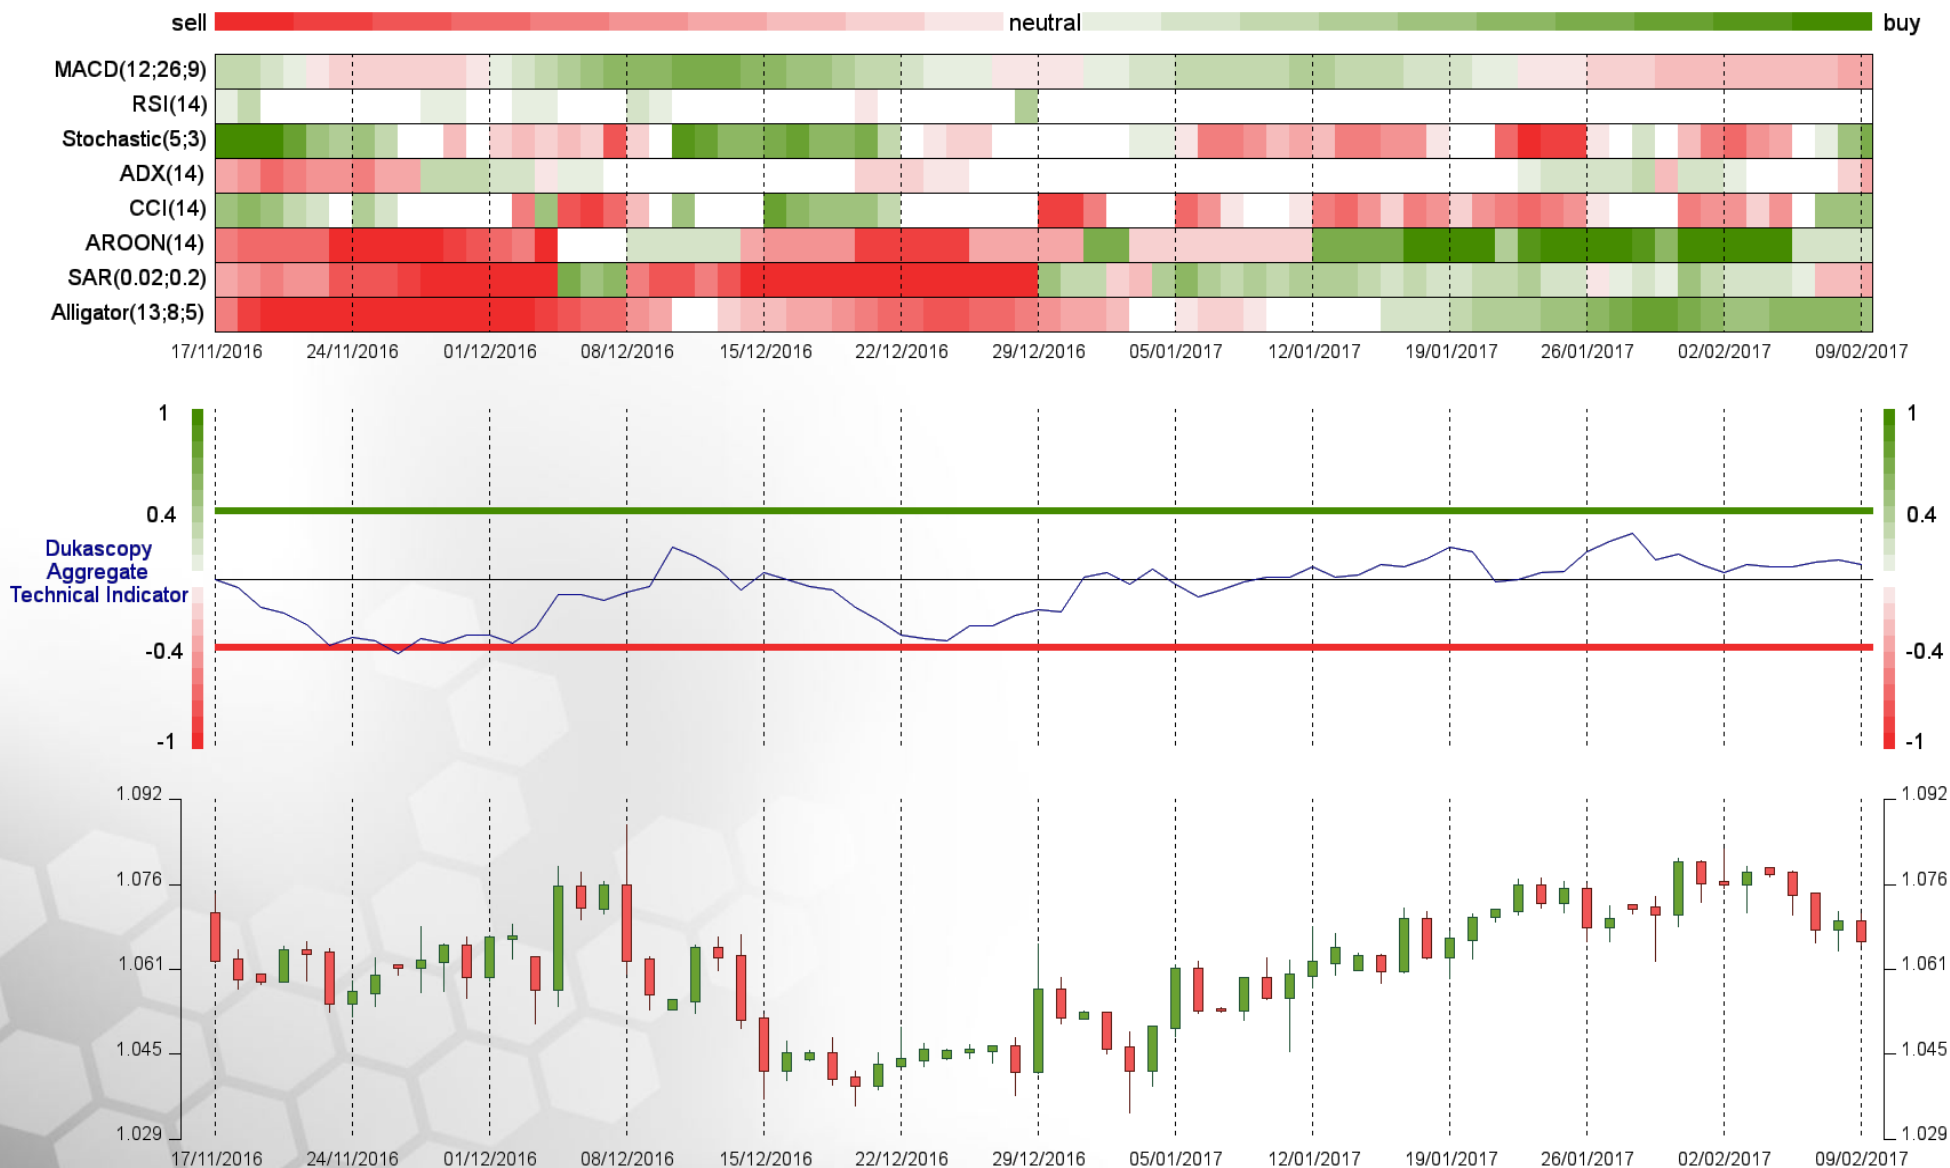 sell neutral buy
MACD(12;26;9)
RSI(14)
Stochastic(5;3)
ADX(14)
CCI(14)
AROON(14)
SAR(0.02;0.2)
Alligator(13;8;5)
17/11/2016 24/11/2016 01/12/2016 08/12/2016 15/12/2016 22/12/2016 29/12/2016 05/01/2017 12/01/2017 19/01/2017 26/01/2017 02/02/2017 09/02/2017
1 1
0.4 0.4
Dukascopy
Aggregate
Technical Indicator
-0.4 -0.4
-1 -1
1.092 1.092
1.076 1.076
1.061 1.061
1.045 1.045
1.029 1.029
17/11/2016 24/11/2016 01/12/2016 08/12/2016 15/12/2016 22/12/2016 29/12/2016 05/01/2017 12/01/2017 19/01/2017 26/01/2017 02/02/2017 09/02/2017